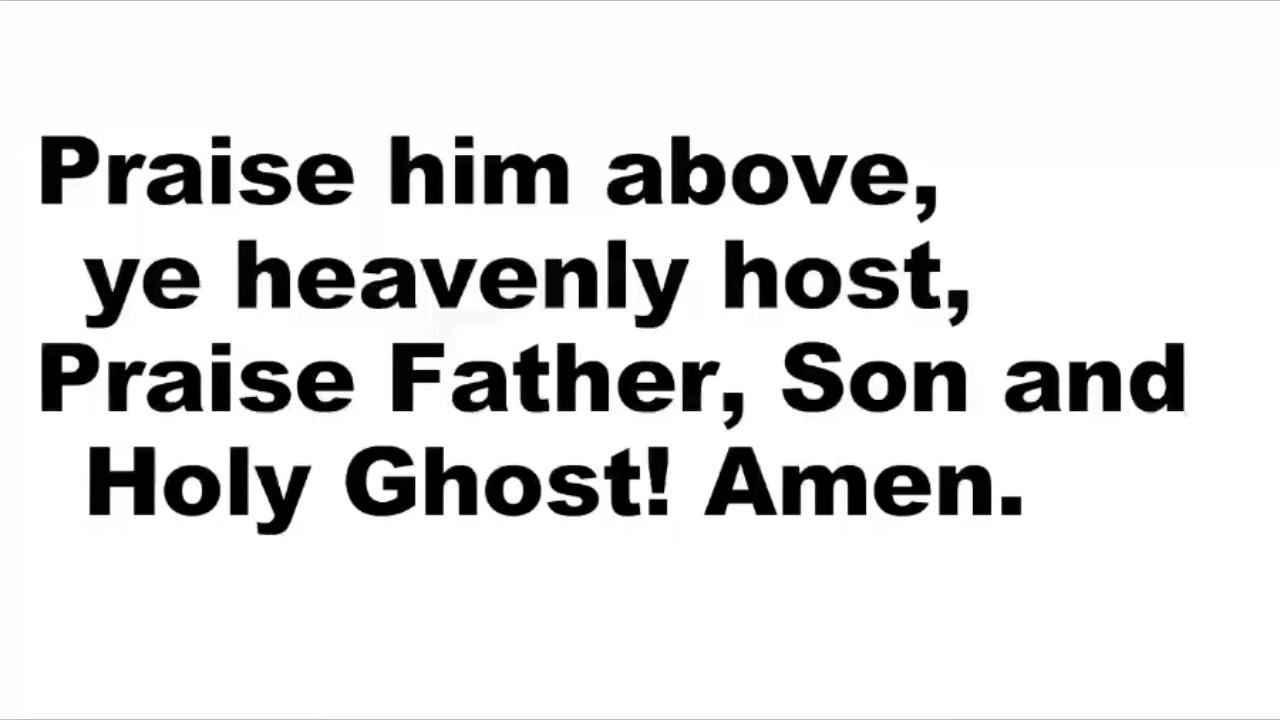 Praise him above,
ye heavenly host,
Praise Father, Son and
Holy Ghost! Amen.